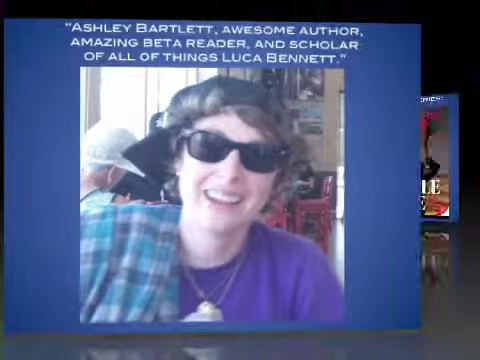 "Ashley Bartlett, awesome author,
amazing beta reader, and scholar
of all of things Luca Bennett."